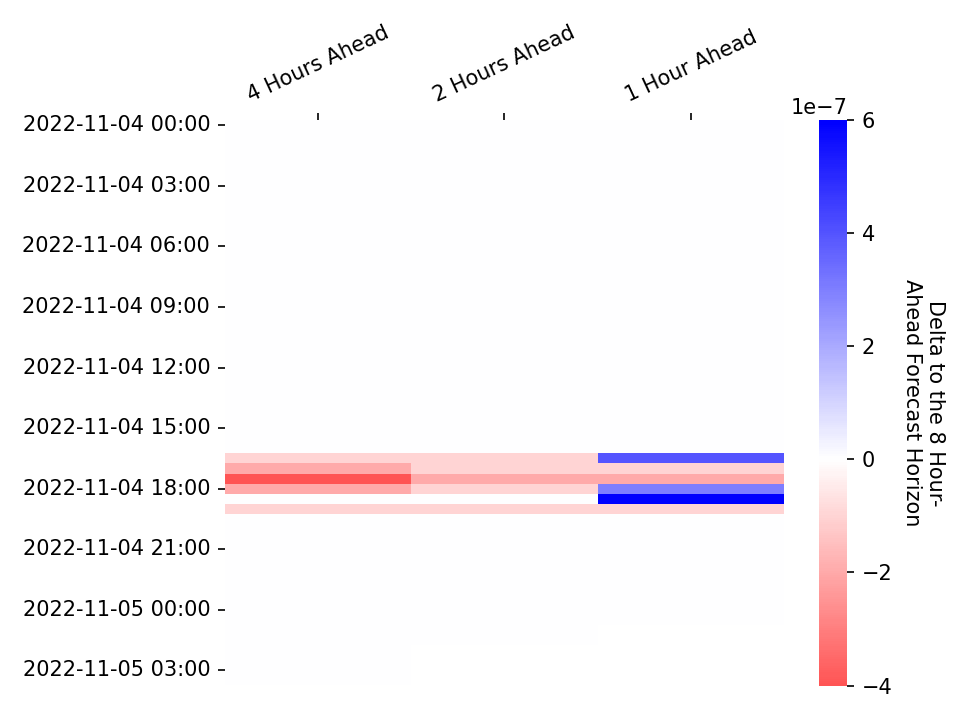 4 Hours Ahead
2 Hours Ahead
1 Hour Ahead
1e−7
2022-11-04 00:00
2022-11-04 03:00
2022-11-04 06:00
2022-11-04 09:00
2022-11-04 12:00
2022-11-04 15:00
2022-11-04 18:00
2022-11-04 21:00
2022-11-05 00:00
2022-11-05 03:00
6
4
2
0
−2
−4
Delta to the 8 Hour-
Ahead Forecast Horizon